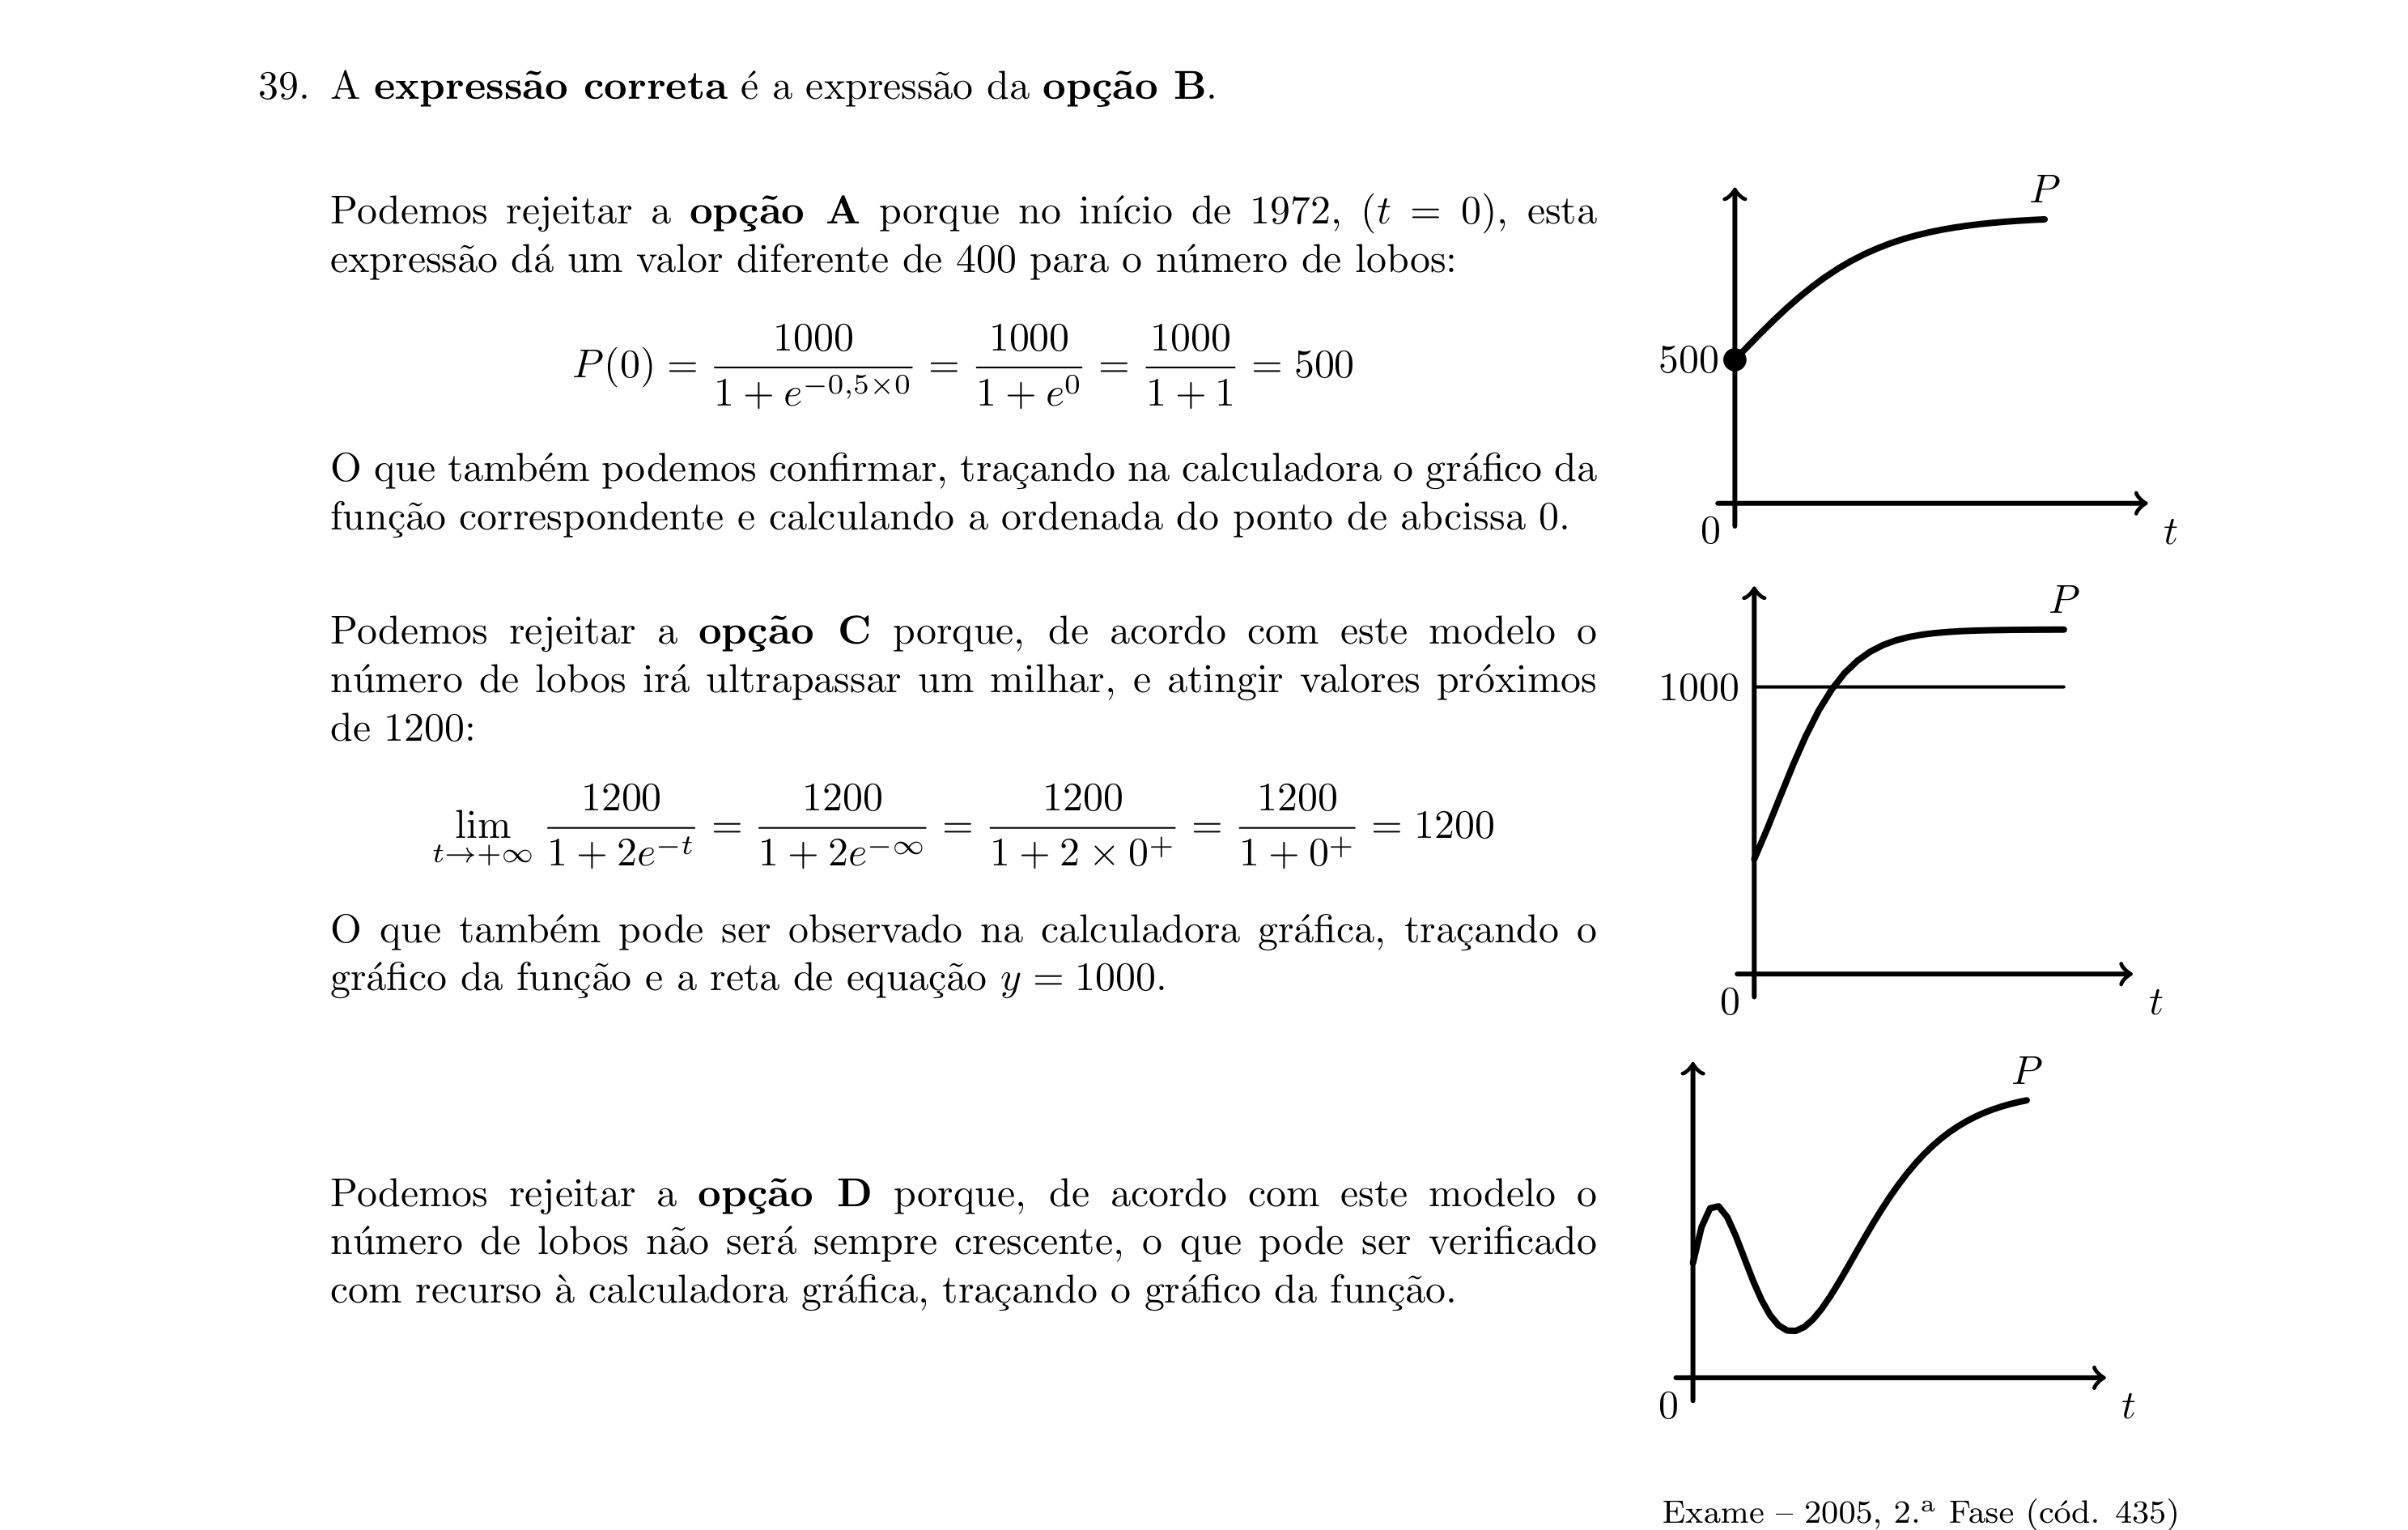 39. A expressão correta é a expressão da opção B.
Podemos rejeitar a opção A porque no início de 1972, (t = 0), esta
expressão dá um valor diferente de 400 para o número de lobos:
P(0) = \frac{1000}{1 + e^{-0,5×0}} = \frac{1000}{1 + e^0} = \frac{1000}{1 + 1} = 500
O que também podemos confirmar, traçando na calculadora o gráfico da
função correspondente e calculando a ordenada do ponto de abcissa 0.
P
500
0
t
Podemos rejeitar a opção C porque, de acordo com este modelo o
número de lobos irá ultrapassar um milhar, e atingir valores próximos
de 1200:
\lim_{t→+∞} \frac{1200}{1 + 2e^{-t}} = \frac{1200}{1 + 2e^{-∞}} = \frac{1200}{1 + 2 × 0^+} = \frac{1200}{1 + 0^+} = 1200
O que também pode ser observado na calculadora gráfica, traçando o
gráfico da função e a reta de equação y = 1000.
P
1000
0
t
Podemos rejeitar a opção D porque, de acordo com este modelo o
número de lobos não será sempre crescente, o que pode ser verificado
com recurso à calculadora gráfica, traçando o gráfico da função.
P
0
t
Exame – 2005, 2.ª Fase (cód. 435)